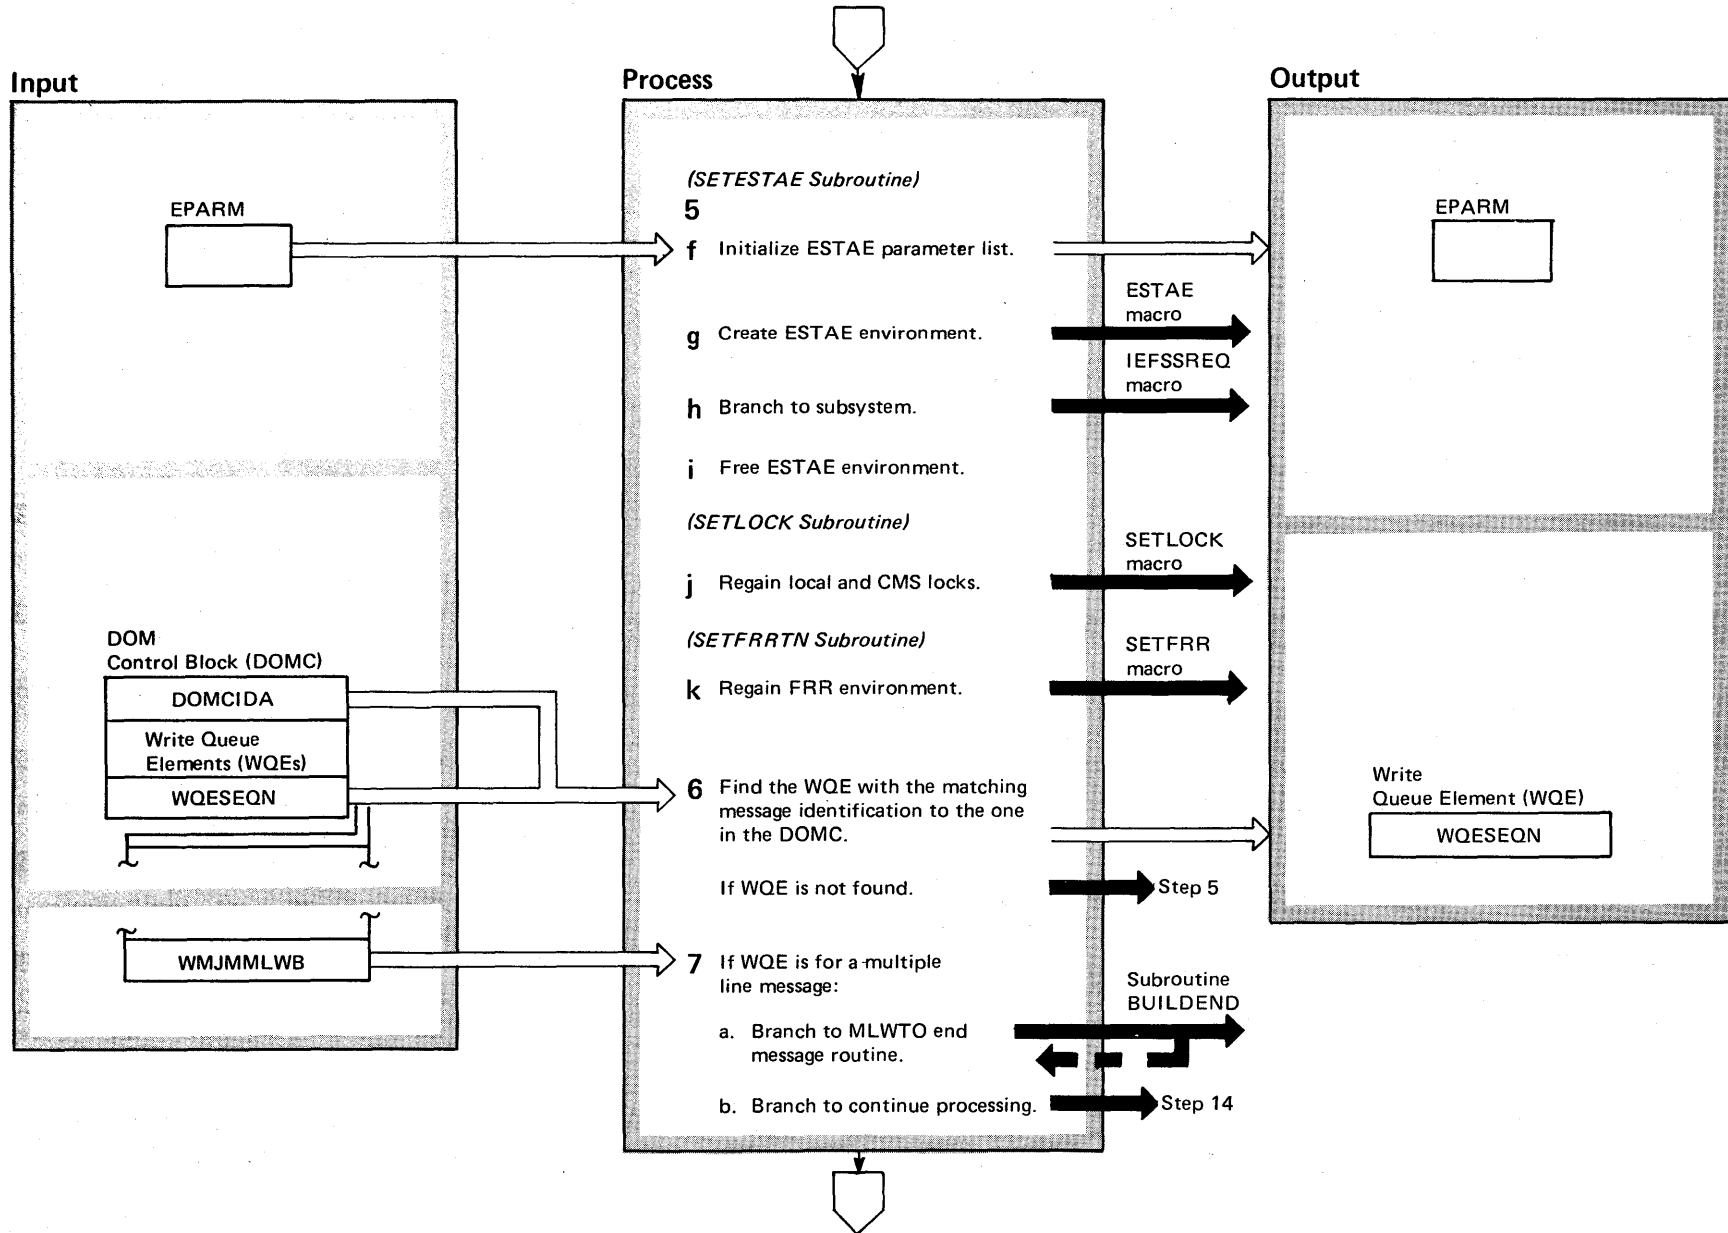 Input
Process
Output
EPARM
(SETESTAE Subroutine)
5
f Initialize ESTAE parameter list.
EPARM
ESTAE
macro
g Create ESTAE environment.
IEFSSREQ
macro
h Branch to subsystem.
i Free ESTAE environment.
(SETLOCK Subroutine)
SETLOCK
macro
j Regain local and CMS locks.
(SETFRRTN Subroutine)
SETFRR
macro
k Regain FRR environment.
DOM
Control Block (DOMC)
DOMCIDA
Write Queue
Elements (WQEs)
WQESEQN
6 Find the WQE with the matching
message identification to the one
in the DOMC.
Write
Queue Element (WQE)
WQESEQN
If WQE is not found.
Step 5
WMJMMLWB
7 If WQE is for a multiple
line message:
Subroutine
BUILDEND
a. Branch to MLWTO end
message routine.
b. Branch to continue processing.
Step 14